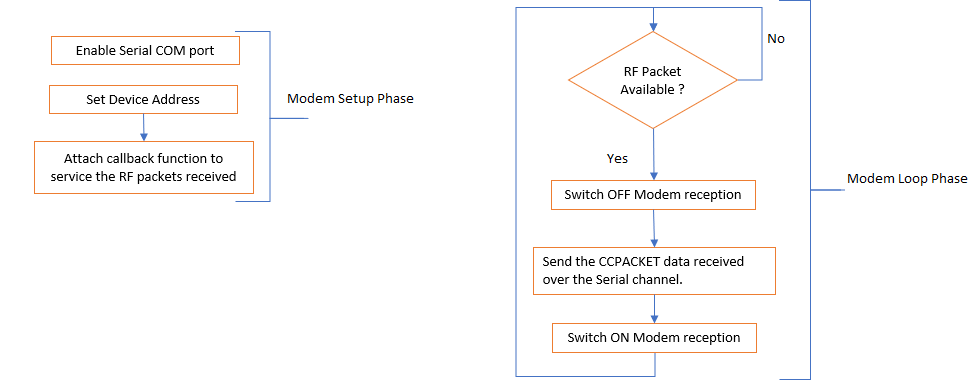 Enable Serial COM port
Set Device Address
Attach callback function to
service the RF packets received
Modem Setup Phase
RF Packet
Available ?
No
Yes
Switch OFF Modem reception
Send the CCPACKET data received
over the Serial channel.
Switch ON Modem reception
Modem Loop Phase